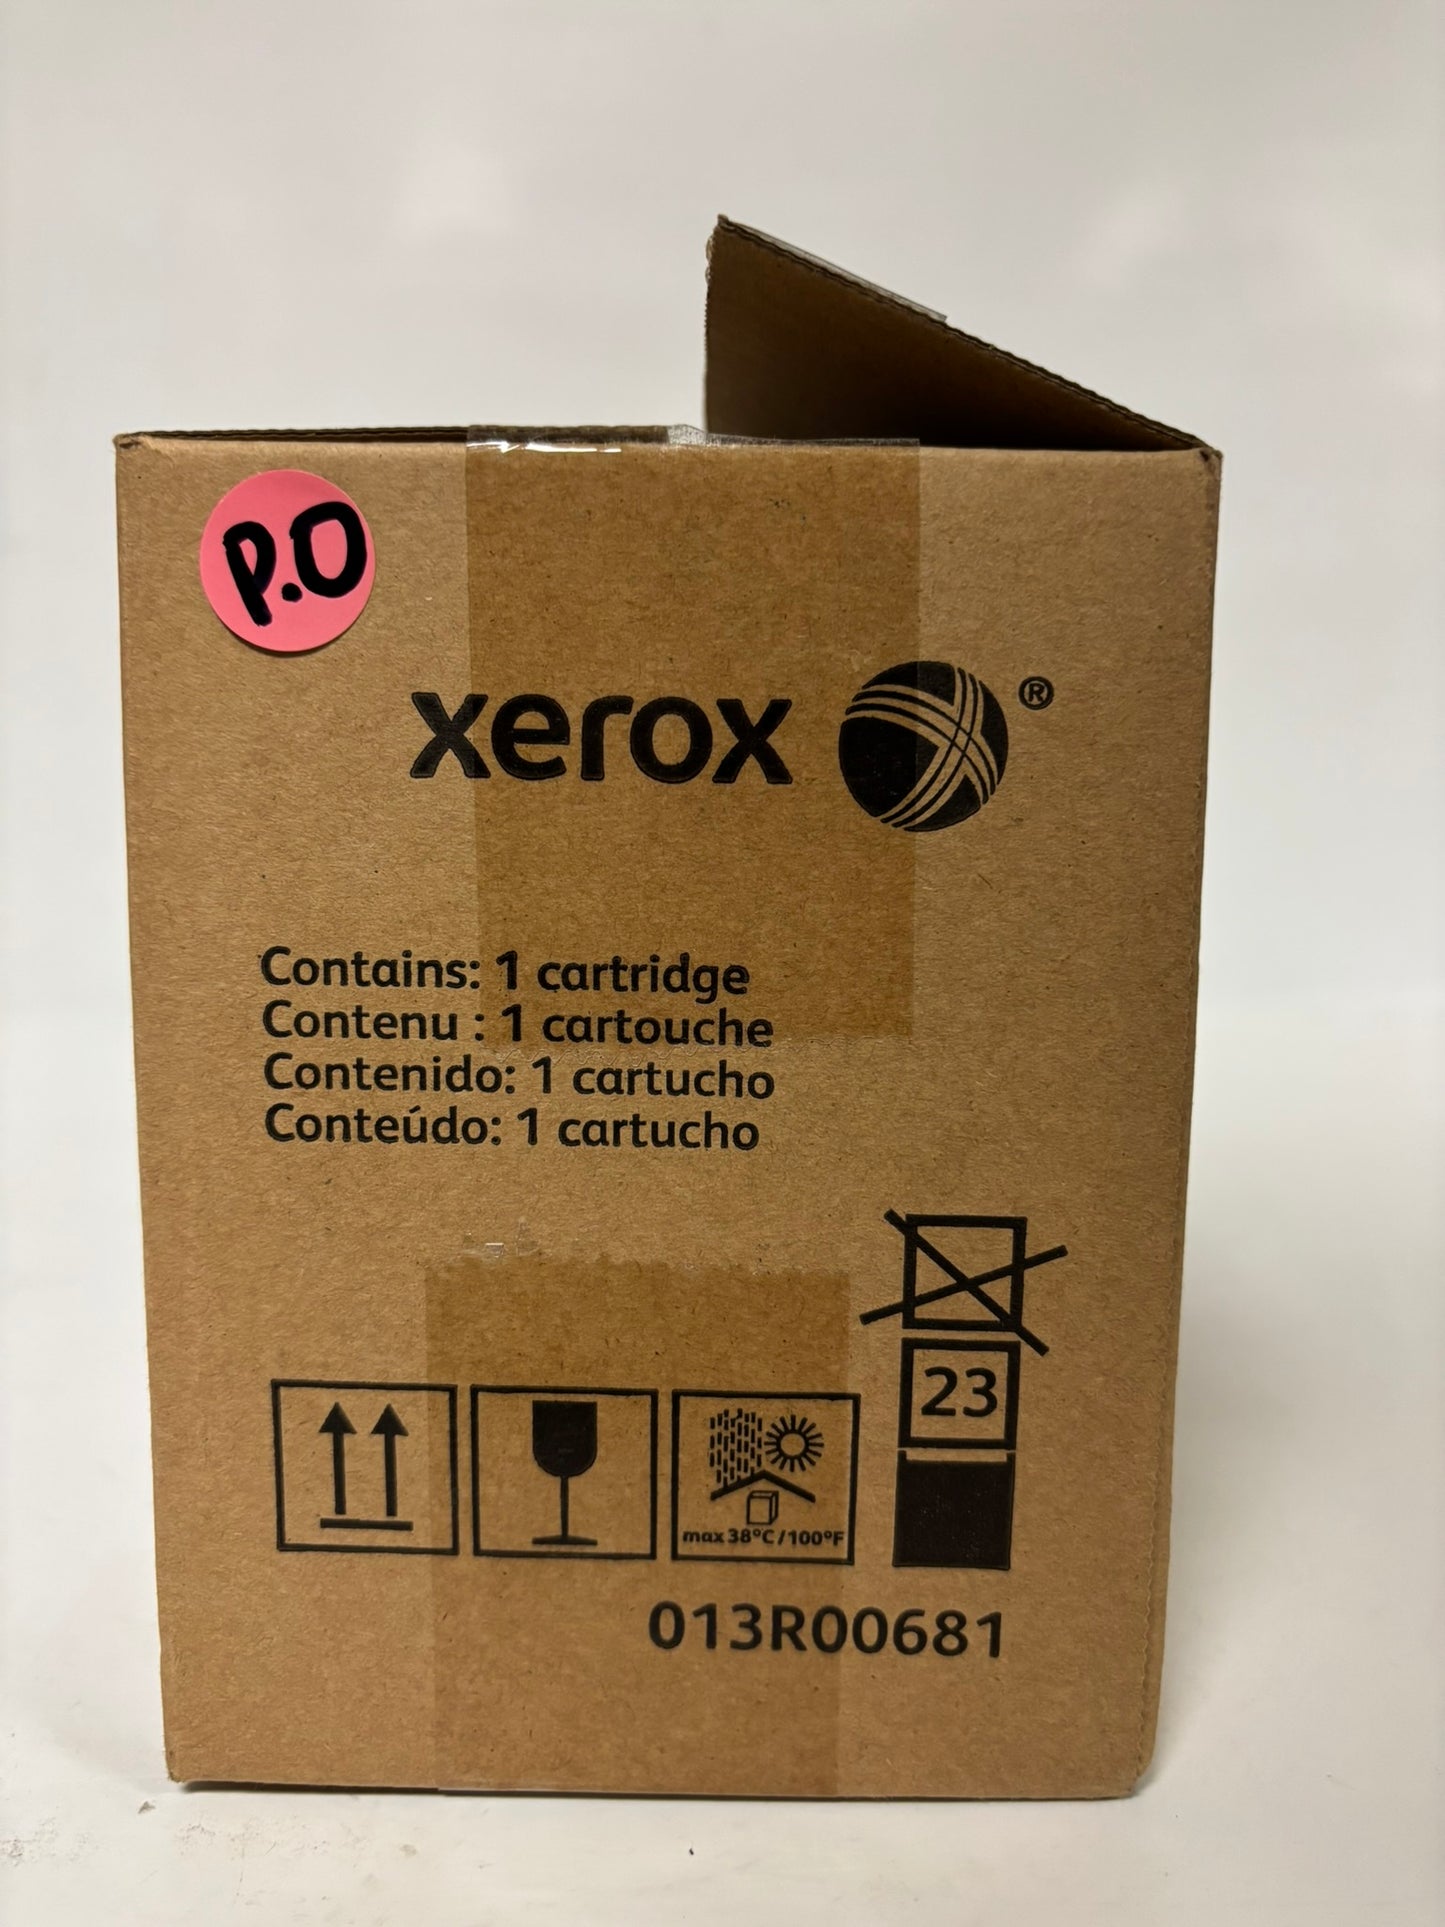 P.O
xerox ®
Contains: 1 cartridge
Contenu : 1 cartouche
Contenido: 1 cartucho
Conteúdo: 1 cartucho
23
max 38°C/100°F
013R00681